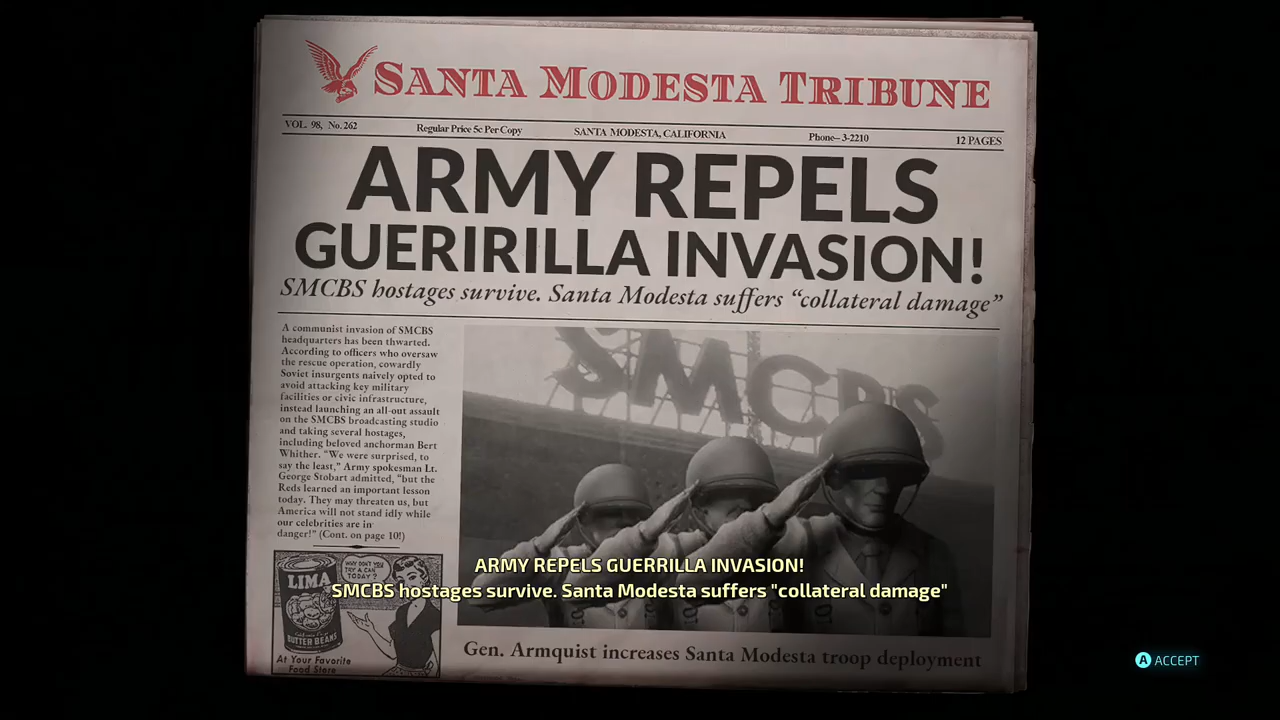 SANTA MODESTA TRIBUNE
VOL. 98, No. 262 Regular Price 5c Per Copy SANTA MODESTA, CALIFORNIA Phone—3-2210 12 PAGES
ARMY REPELS
GUERIRILLA INVASION!
SMCBS hostages survive. Santa Modesta suffers “collateral damage”
A communist invasion of SMCBS
headquarters has been thwarted.
According to officers who oversaw
the rescue operation, cowardly
Soviet insurgents naively opted to
avoid attacking key military
facilities or civic infrastructure,
instead launching an all-out assault
on the SMCBS broadcasting studio
and taking several hostages,
including beloved anchorman Bert
Whither. “We were surprised, to
say the least,” Army spokesman Lt.
George Stobart admitted, “but the
Reds learned an important lesson
today. They may threaten us, but
America will not stand idly while
our celebrities are in
danger!” (Cont. on page 10!)
SMCBS
LIMA
BUTTER BEANS
WHY DON'T YOU
TRY A CAN
TODAY?
At Your Favorite
Food Store
ARMY REPELS GUERRILLA INVASION!
SMCBS hostages survive. Santa Modesta suffers "collateral damage"
Gen. Armquist increases Santa Modesta troop deployment
A ACCEPT